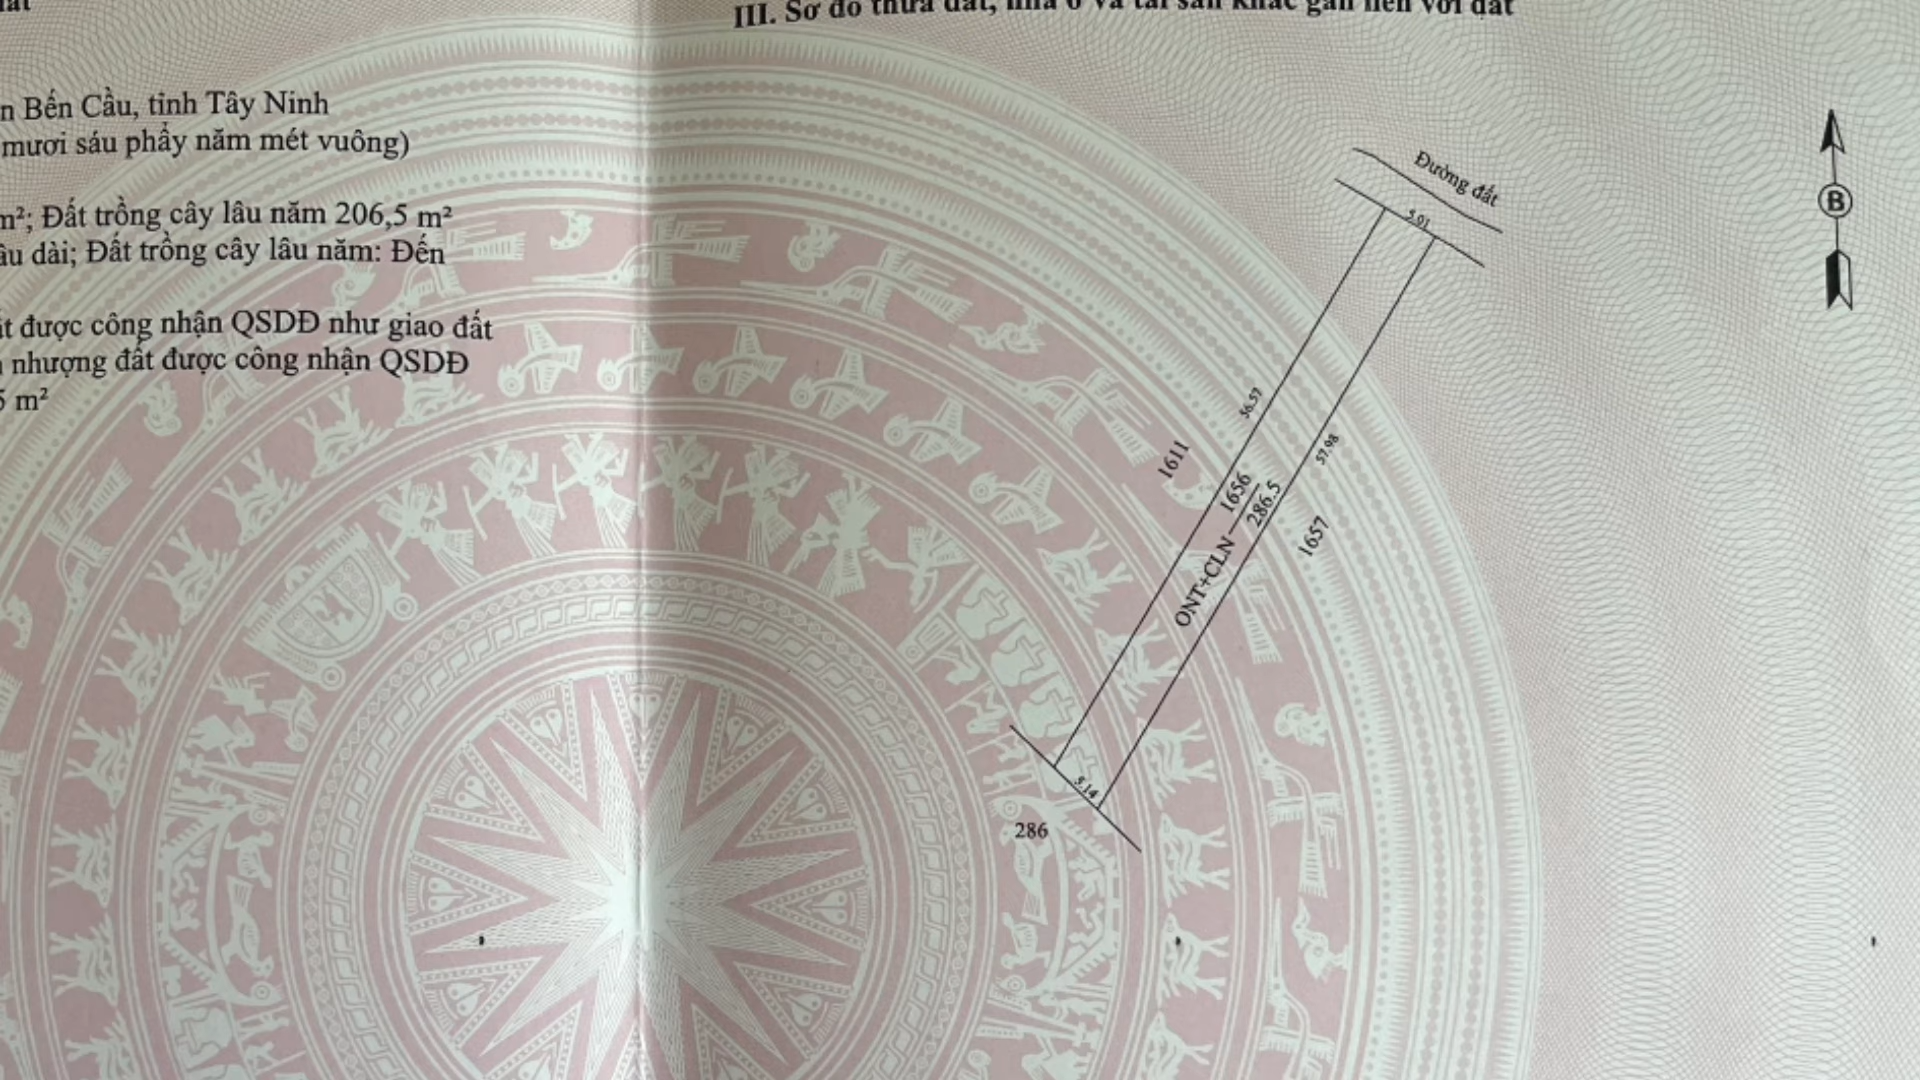 III. Sơ đồ thửa đất, nhà ở và tài sản khác gắn liền với đất
n Bến Cầu, tỉnh Tây Ninh
mươi sáu phẩy năm mét vuông)
m²; Đất trồng cây lâu năm 206,5 m²
âu dài; Đất trồng cây lâu năm: Đến
t được công nhận QSDĐ như giao đất
nhượng đất được công nhận QSDĐ
5 m²
Đường đất
B
5.01
56.57
57.98
1611
1656
ONT+CLN
286.5
1657
5.14
286